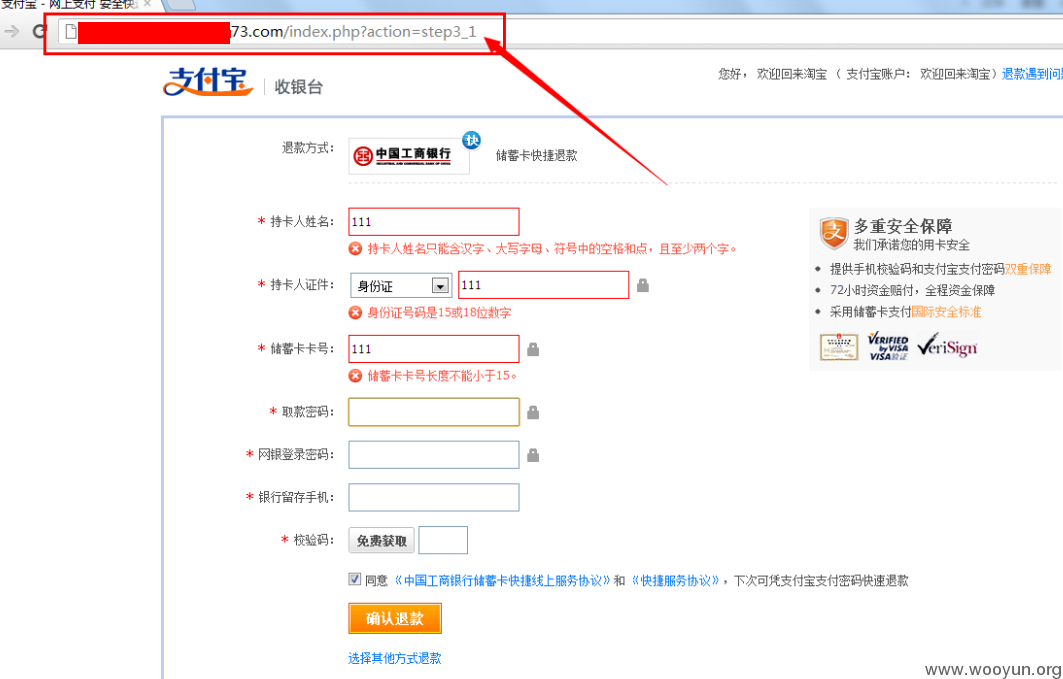 支付宝 - 网上支付 安全快
73.com/index.php?action=step3_1
支付宝 | 收银台
您好， 欢迎回来淘宝 （ 支付宝账户： 欢迎回来淘宝）退款遇到问
退款方式：
中国工商银行
INDUSTRIAL AND COMMERCIAL BANK OF CHINA
快
储蓄卡快捷退款
* 持卡人姓名： 111
持卡人姓名只能含汉字、大写字母、符号中的空格和点，且至少两个字。
* 持卡人证件： 身份证 111
身份证号码是15或18位数字
* 储蓄卡卡号： 111
储蓄卡卡号长度不能小于15。
* 取款密码：
* 网银登录密码：
* 银行留存手机：
* 校验码： 免费获取
同意 《中国工商银行储蓄卡快捷线上服务协议》和 《快捷服务协议》，下次可凭支付宝支付密码快速退款
确认退款
选择其他方式退款
支
多重安全保障
我们承诺您的用卡安全
• 提供手机校验码和支付宝支付密码双重保障
• 72小时资金赔付，全程资金保障
• 采用储蓄卡支付国际安全标准
VERIFIED
by VISA
VISA验证
VeriSign
www.wooyun.org